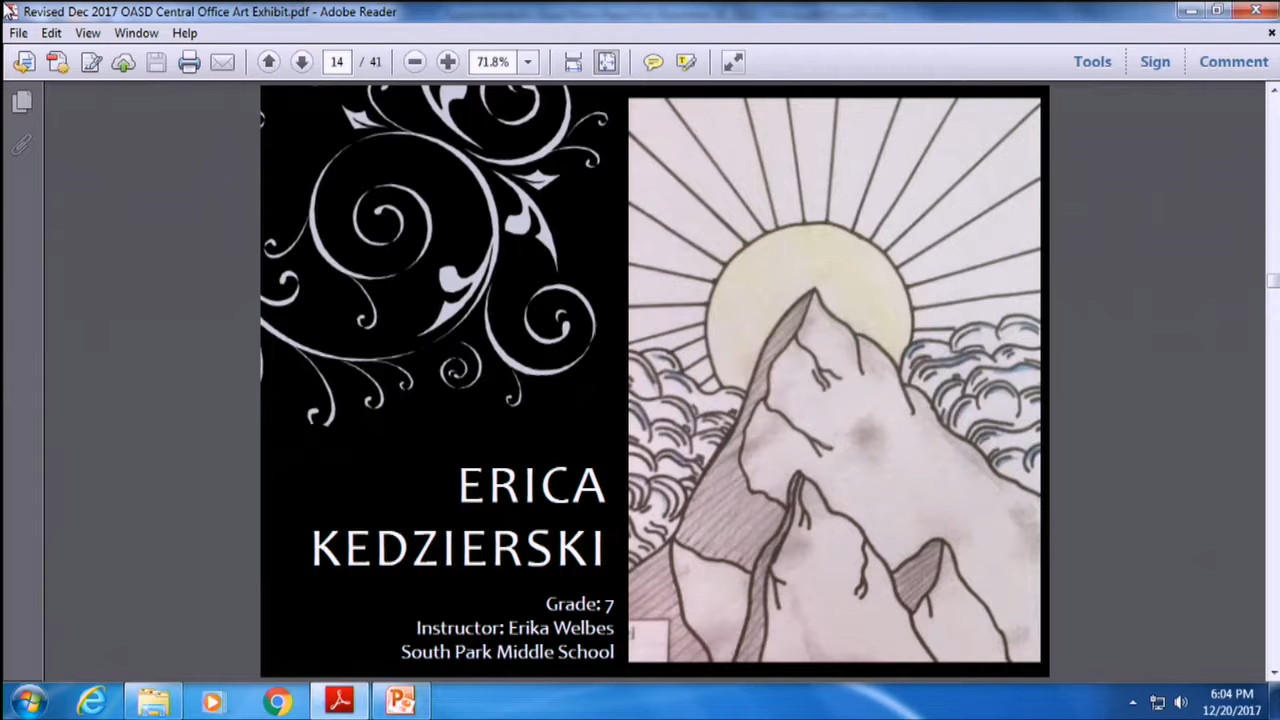 Revised Dec 2017 OASD Central Office Art Exhibit.pdf - Adobe Reader
File Edit View Window Help
14 / 41 71.8% Tools Sign Comment
ERICA
KEDZIERSKI
Grade: 7
Instructor: Erika Welbes
South Park Middle School
6:04 PM
12/20/2017